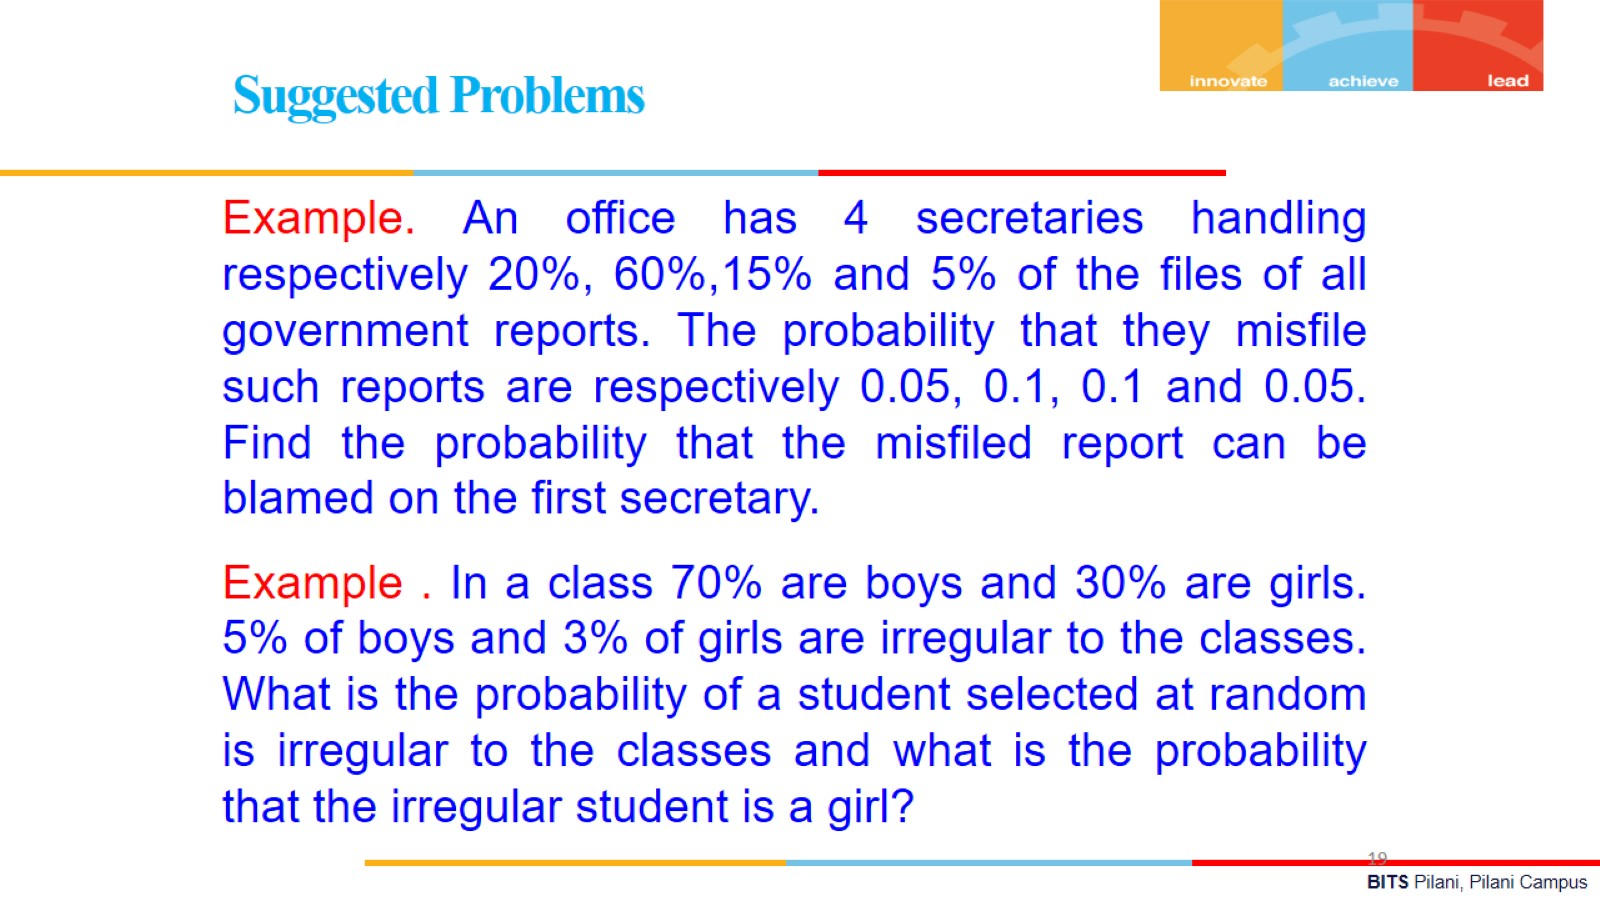 innovate achieve lead
Suggested Problems
Example. An office has 4 secretaries handling
respectively 20%, 60%,15% and 5% of the files of all
government reports. The probability that they misfile
such reports are respectively 0.05, 0.1, 0.1 and 0.05.
Find the probability that the misfiled report can be
blamed on the first secretary.
Example . In a class 70% are boys and 30% are girls.
5% of boys and 3% of girls are irregular to the classes.
What is the probability of a student selected at random
is irregular to the classes and what is the probability
that the irregular student is a girl?
19
BITS Pilani, Pilani Campus